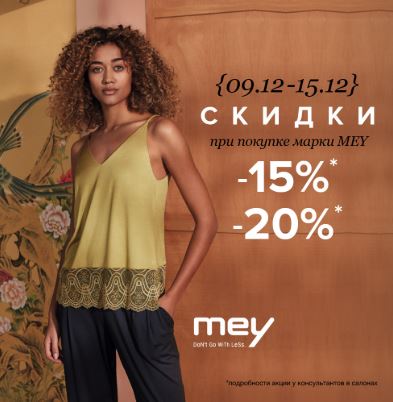 {09.12-15.12}
СКИДКИ
при покупке марки MEY
-15%*
-20%*
mey
DoN't Go WiTh LeSS.
*подробности акции у консультантов в салонах